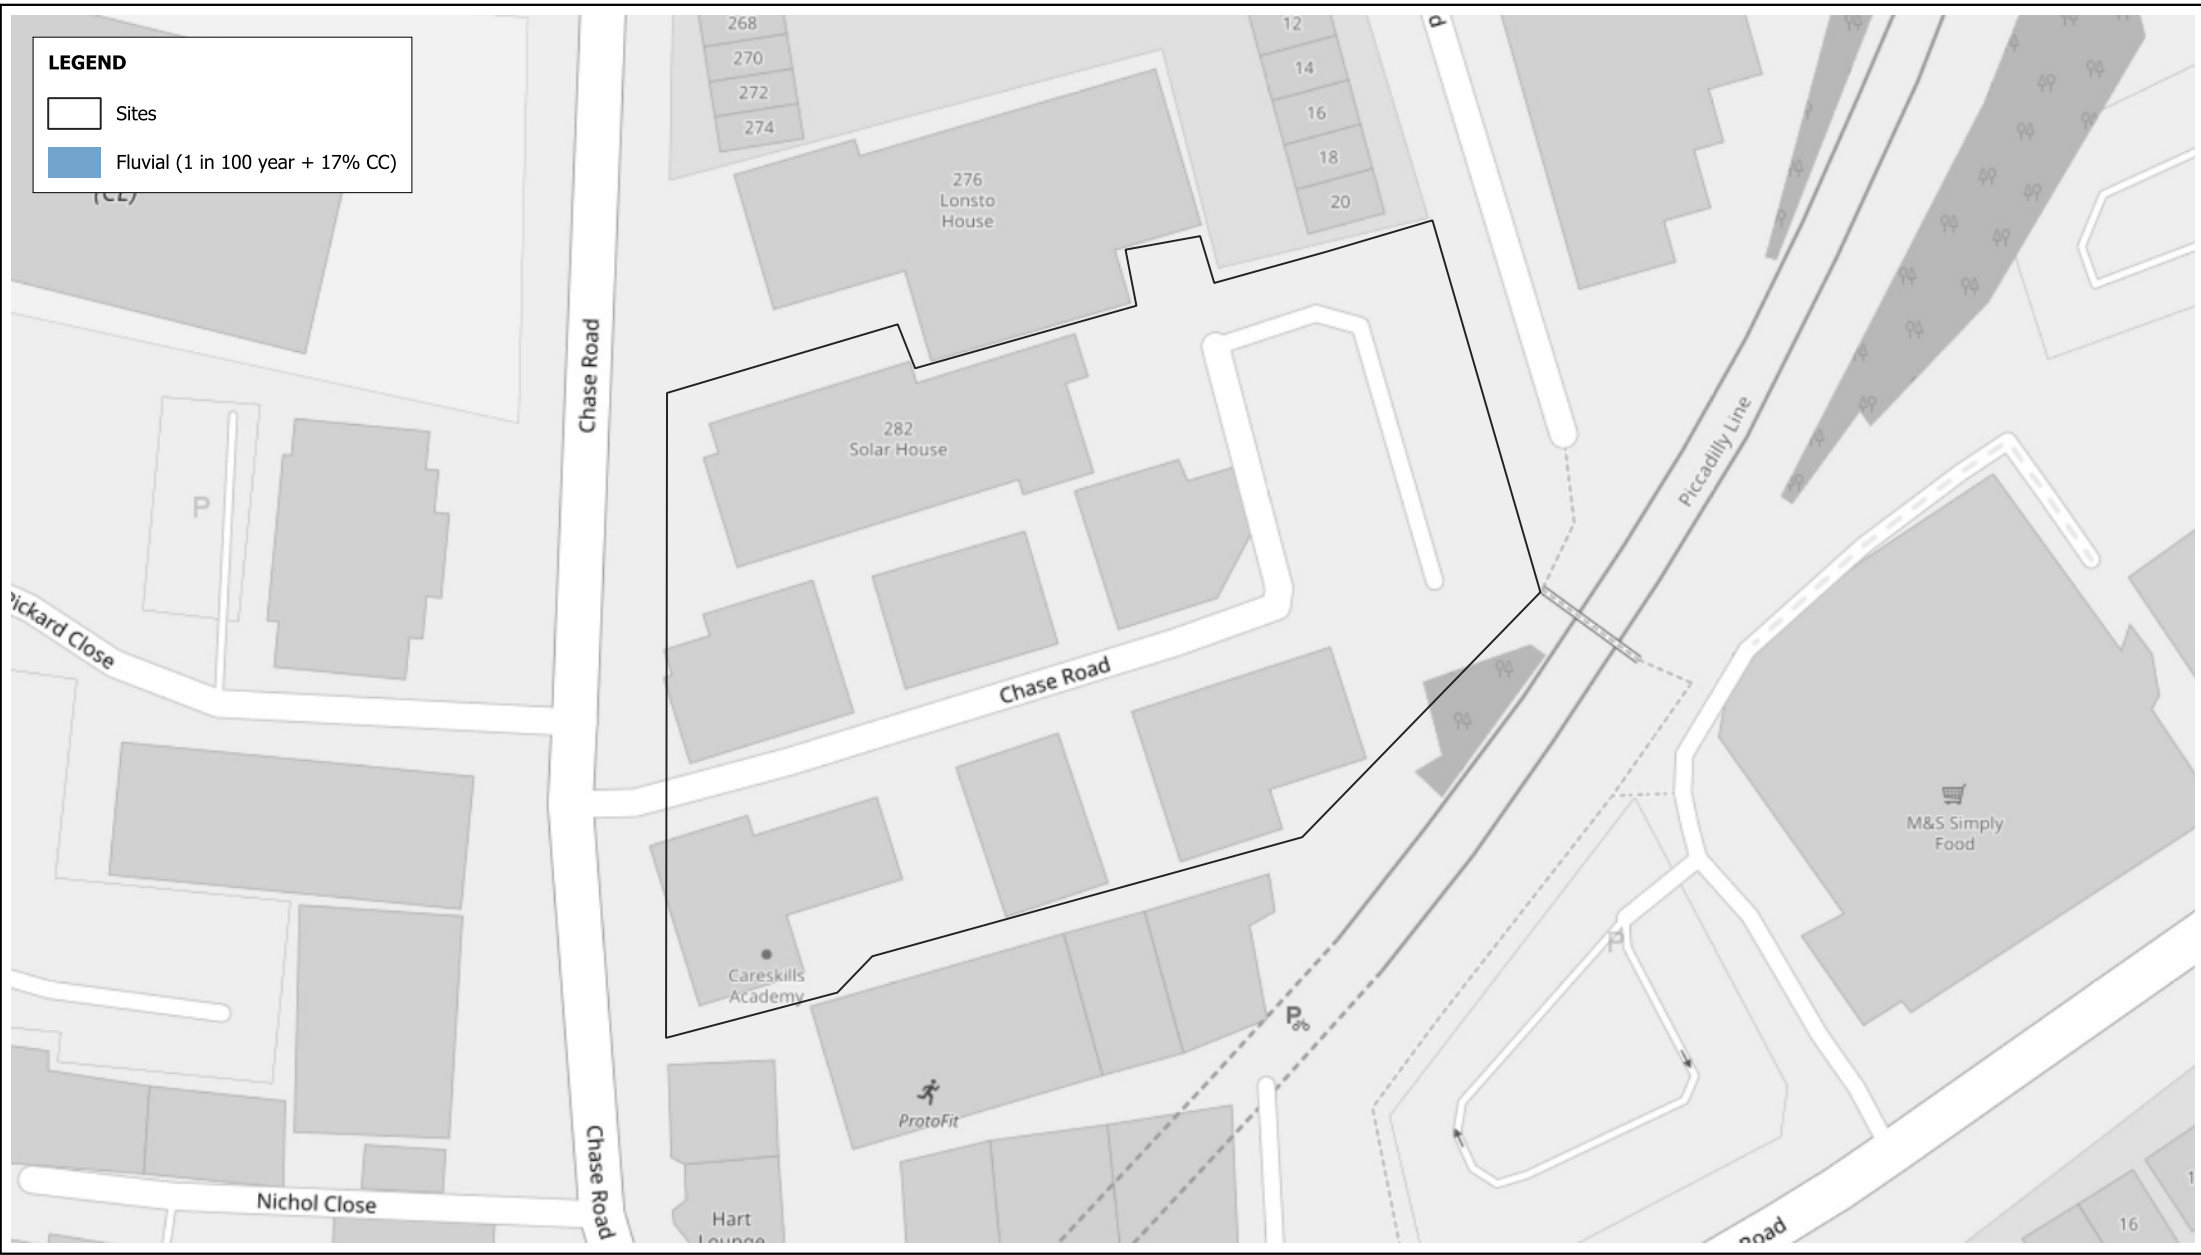 LEGEND
Sites
Fluvial (1 in 100 year + 17% CC)
268
270
272
274
12
14
16
18
20
276
Lonsto
House
Chase Road
282
Solar House
P
Piccadilly Line
Pickard Close
Chase Road
M&S Simply
Food
P
Careskills
Academy
P
ProtoFit
Chase Road
Nichol Close
Hart
Lounge
Road
16